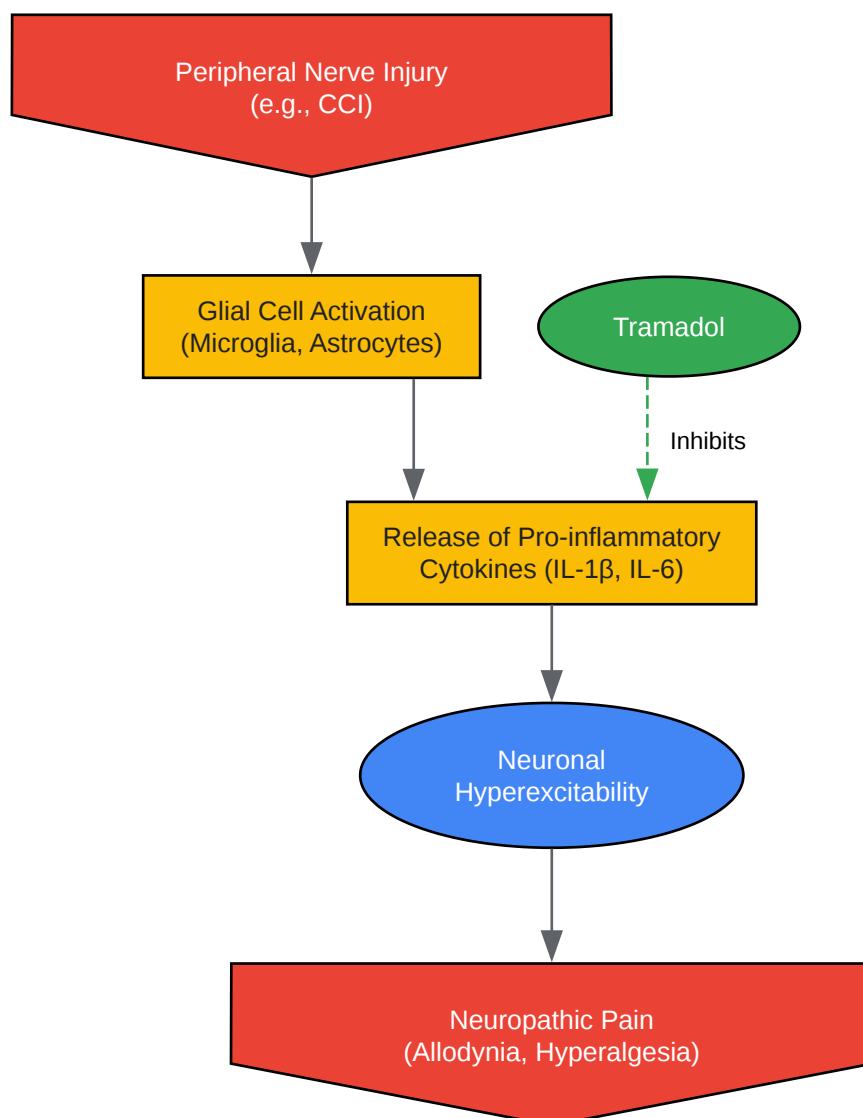 Peripheral Nerve Injury
(e.g., CCI)
Glial Cell Activation
(Microglia, Astrocytes)
Tramadol
Inhibits
Release of Pro-inflammatory
Cytokines (IL-1β, IL-6)
Neuronal
Hyperexcitability
Neuropathic Pain
(Allodynia, Hyperalgesia)